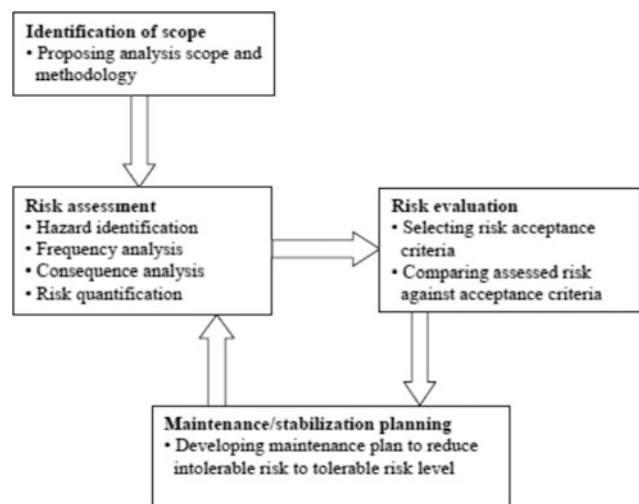 Identification of scope
• Proposing analysis scope and
methodology
Risk assessment
• Hazard identification
• Frequency analysis
• Consequence analysis
• Risk quantification
Risk evaluation
• Selecting risk acceptance
criteria
• Comparing assessed risk
against acceptance criteria
Maintenance/stabilization planning
• Developing maintenance plan to reduce
intolerable risk to tolerable risk level